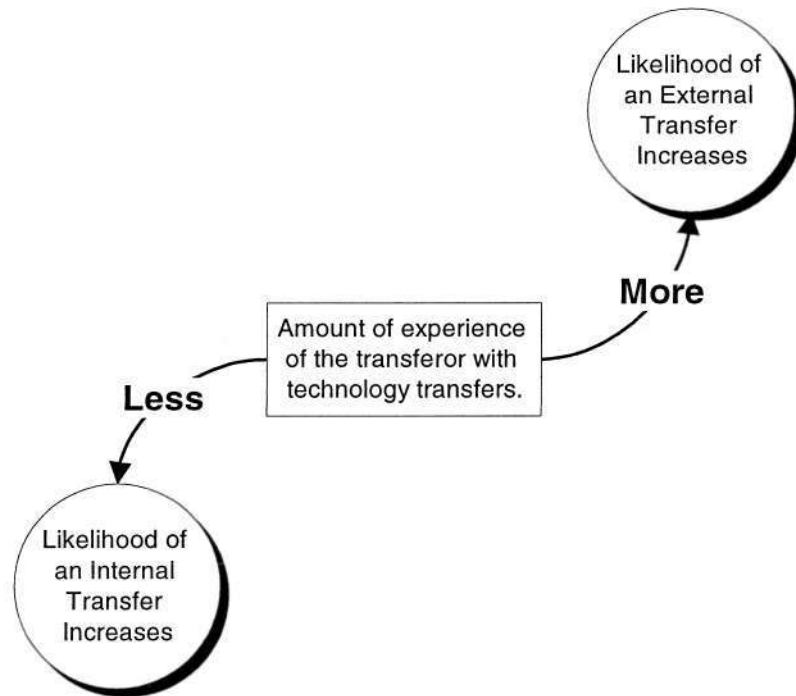 Likelihood of
an External
Transfer
Increases
More
Amount of experience
of the transferor with
technology transfers.
Less
Likelihood of
an Internal
Transfer
Increases